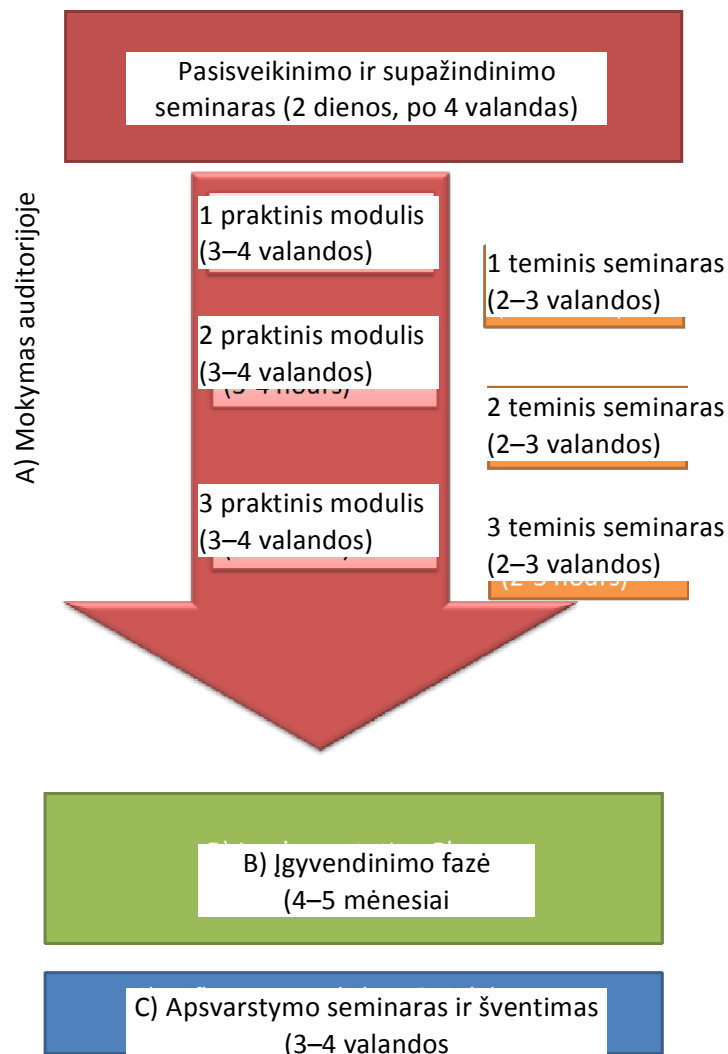 Pasisveikinimo ir supažindinimo
seminaras (2 dienos, po 4 valandas)
A) Mokymas auditorijoje
1 praktinis modulis
(3–4 valandos)
1 teminis seminaras
(2–3 valandos)
2 praktinis modulis
(3–4 valandos)
2 teminis seminaras
(2–3 valandos)
3 praktinis modulis
(3–4 valandos)
3 teminis seminaras
(2–3 valandos)
B) Įgyvendinimo fazė
(4–5 mėnesiai
C) Apsvarstymo seminaras ir šventimas
(3–4 valandos